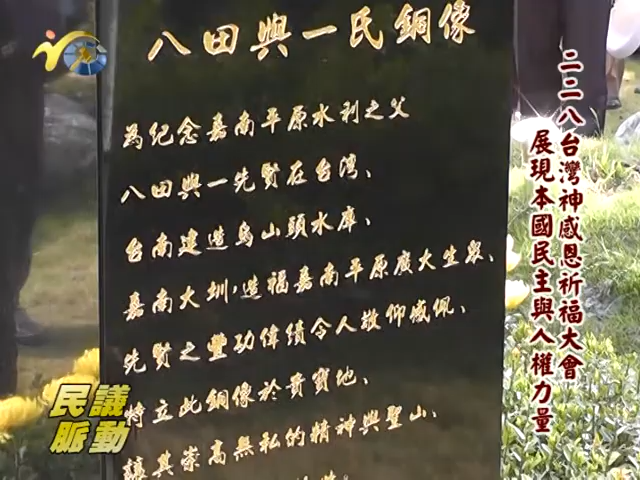 八田與一氏銅像
為紀念嘉南平原水利之父
八田與一先賢在台灣、
台南建造烏山頭水庫、
嘉南大圳,造福嘉南平原廣大生眾、
先賢之豐功偉績令人敬仰感佩、
特立此銅像於貴寶地、
讓其崇高無私的精神與聖山、
二二八台灣神感恩祈福大會
展現本國民主與人權力量
民議
脈動